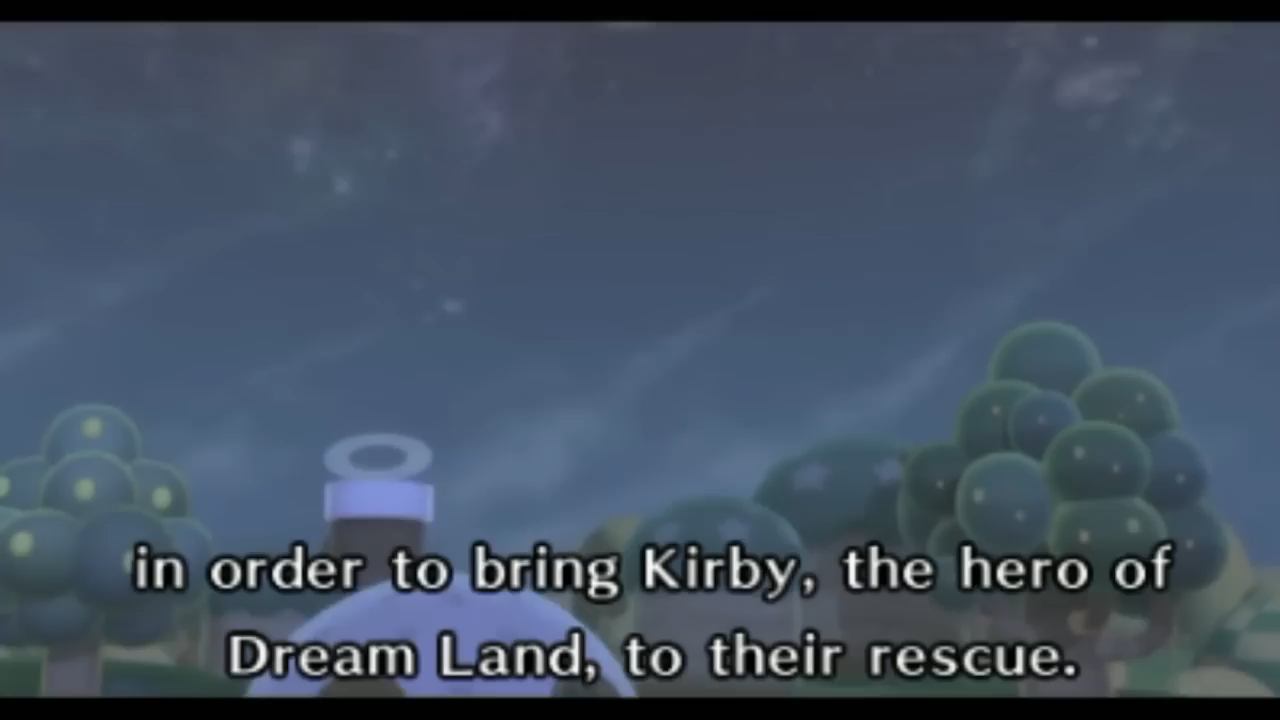 in order to bring Kirby, the hero of
Dream Land, to their rescue.